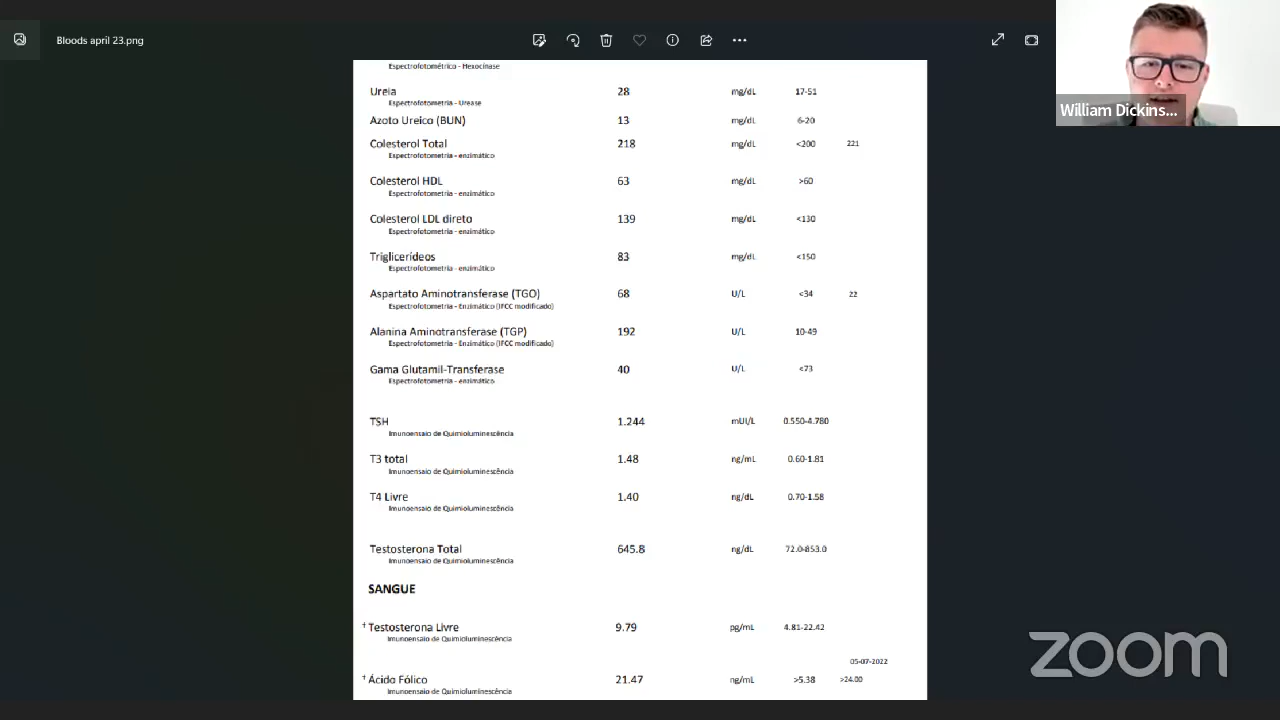 Bloods april 23.png
William Dickins...
Espectrofotométrico - Hexocinase
Ureia 28 mg/dL 17-51
Espectrofotometria - Urease
Azoto Ureico (BUN) 13 mg/dL 6-20
Colesterol Total 218 mg/dL <200 221
Espectrofotometria - enzimático
Colesterol HDL 63 mg/dL >60
Espectrofotometria - enzimático
Colesterol LDL direto 139 mg/dL <130
Espectrofotometria - enzimático
Triglicerídeos 83 mg/dL <150
Espectrofotometria - enzimático
Aspartato Aminotransferase (TGO) 68 U/L <34 22
Espectrofotometria - Enzimático (IFCC modificado)
Alanina Aminotransferase (TGP) 192 U/L 10-49
Espectrofotometria - Enzimático (IFCC modificado)
Gama Glutamil-Transferase 40 U/L <73
Espectrofotometria - enzimático
TSH 1.244 mUI/L 0.550-4.780
Imunoensaio de Quimioluminescência
T3 total 1.48 ng/mL 0.60-1.81
Imunoensaio de Quimioluminescência
T4 Livre 1.40 ng/dL 0.70-1.58
Imunoensaio de Quimioluminescência
Testosterona Total 645.8 ng/dL 72.0-853.0
Imunoensaio de Quimioluminescência
SANGUE
† Testosterona Livre 9.79 pg/mL 4.81-22.42
Imunoensaio de Quimioluminescência
05-07-2022
† Ácido Fólico 21.47 ng/mL >5.38 >24.00
Imunoensaio de Quimioluminescência
zoom